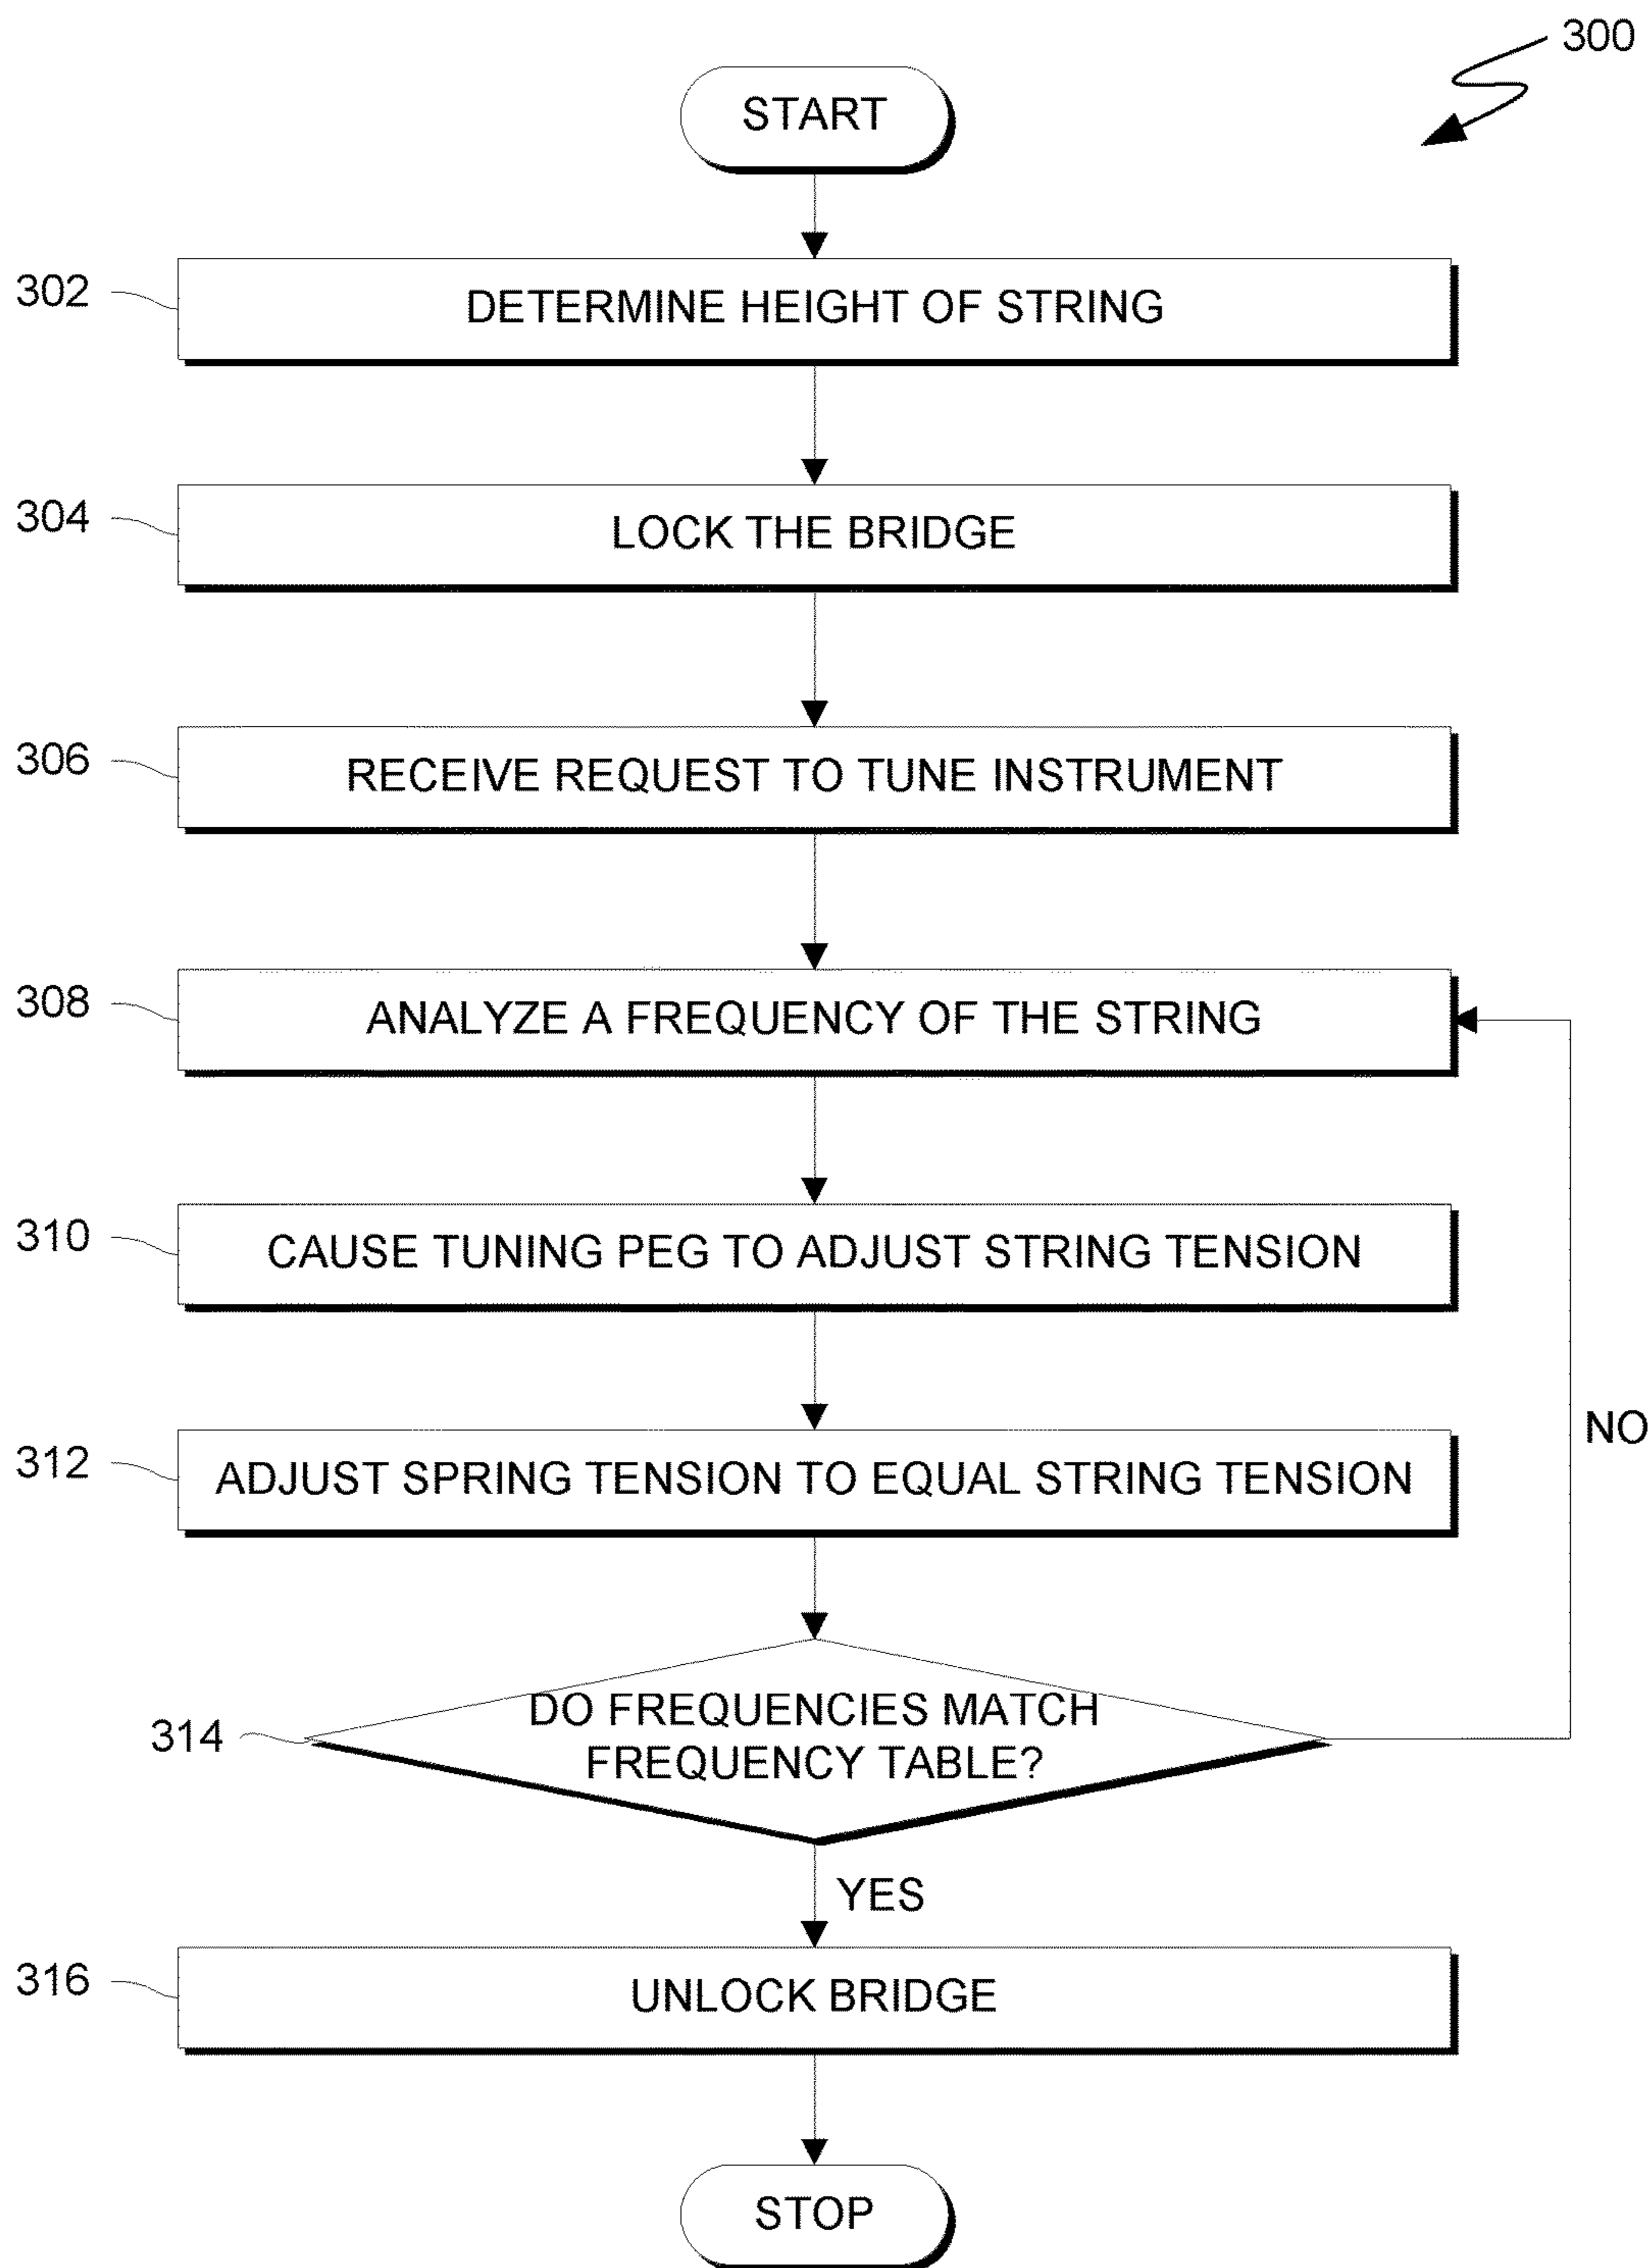 300
START
302
DETERMINE HEIGHT OF STRING
304
LOCK THE BRIDGE
306
RECEIVE REQUEST TO TUNE INSTRUMENT
308
ANALYZE A FREQUENCY OF THE STRING
310
CAUSE TUNING PEG TO ADJUST STRING TENSION
NO
312
ADJUST SPRING TENSION TO EQUAL STRING TENSION
314
DO FREQUENCIES MATCH
FREQUENCY TABLE?
YES
316
UNLOCK BRIDGE
STOP